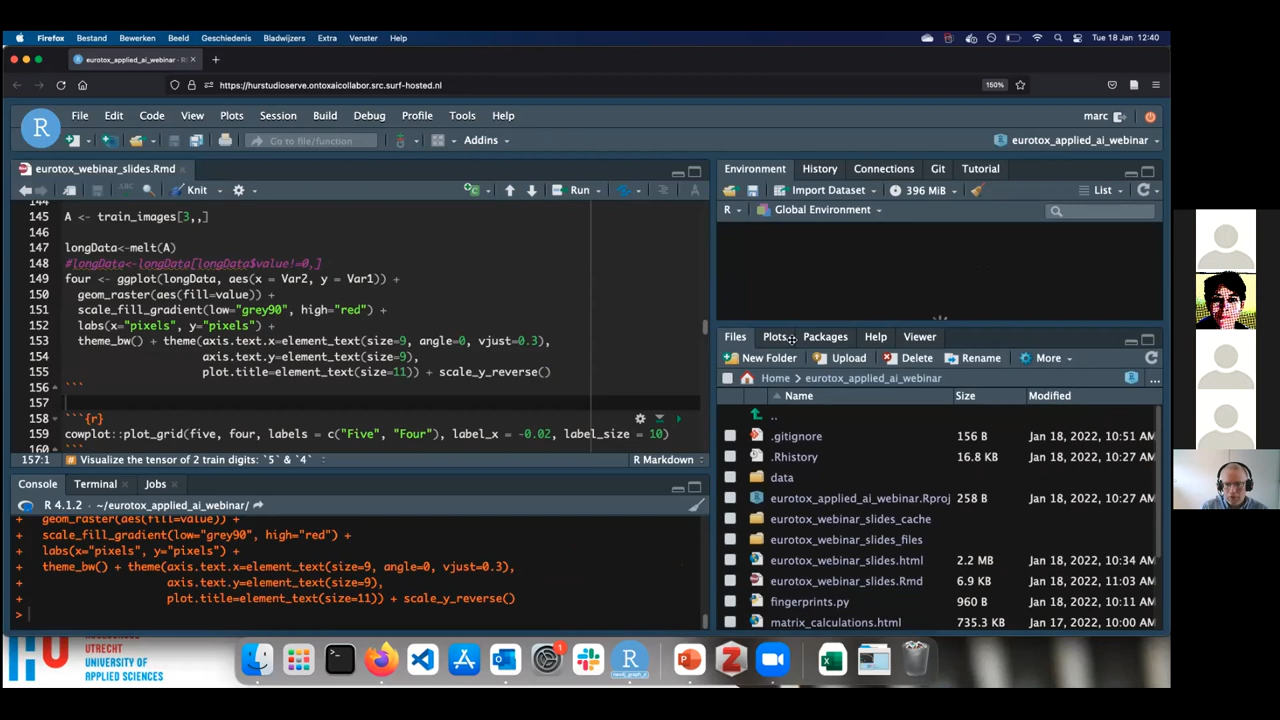 Firefox Bestand Bewerken Beeld Geschiedenis Bladwijzers Extra Venster Help Tue 18 Jan 12:40
eurotox_applied_ai_webinar - × +
https://hurstudioserve.ontoxaicollabor.src.surf-hosted.nl 150%
R File Edit Code View Plots Session Build Debug Profile Tools Help marc
Go to file/function Addins eurotox_applied_ai_webinar
eurotox_webinar_slides.Rmd ×
Knit Run
144
145 A <- train_images[3,,]
146
147 longData<-melt(A)
148 #longData<-longData[longData$value!=0,]
149 four <- ggplot(longData, aes(x = Var2, y = Var1)) +
150 geom_raster(aes(fill=value)) +
151 scale_fill_gradient(low="grey90", high="red") +
152 labs(x="pixels", y="pixels") +
153 theme_bw() + theme(axis.text.x=element_text(size=9, angle=0, vjust=0.3),
154 axis.text.y=element_text(size=9),
155 plot.title=element_text(size=11)) + scale_y_reverse()
156 ```
157
158 ```{r}
159 cowplot::plot_grid(five, four, labels = c("Five", "Four"), label_x = -0.02, label_size = 10)
160 ```
157:1 # Visualize the tensor of 2 train digits: `5` & `4` R Markdown
Console Terminal × Jobs ×
R 4.1.2 · ~/eurotox_applied_ai_webinar/
+ geom_raster(aes(fill=value)) +
+ scale_fill_gradient(low="grey90", high="red") +
+ labs(x="pixels", y="pixels") +
+ theme_bw() + theme(axis.text.x=element_text(size=9, angle=0, vjust=0.3),
+ axis.text.y=element_text(size=9),
+ plot.title=element_text(size=11)) + scale_y_reverse()
>
Environment History Connections Git Tutorial
Import Dataset 396 MiB List
R Global Environment
Files Plots Packages Help Viewer
New Folder Upload Delete Rename More
Home > eurotox_applied_ai_webinar ...
Name Size Modified
..
.gitignore 156 B Jan 18, 2022, 10:51 AM
.Rhistory 16.8 KB Jan 18, 2022, 10:27 AM
data
eurotox_applied_ai_webinar.Rproj 258 B Jan 18, 2022, 10:27 AM
eurotox_webinar_slides_cache
eurotox_webinar_slides_files
eurotox_webinar_slides.html 2.2 MB Jan 18, 2022, 10:34 AM
eurotox_webinar_slides.Rmd 6.9 KB Jan 18, 2022, 11:03 AM
fingerprints.py 960 B Jan 18, 2022, 10:11 AM
matrix_calculations.html 735.3 KB Jan 17, 2022, 10:00 AM
HU
UTRECHT
UNIVERSITY OF
APPLIED SCIENCES
R
1